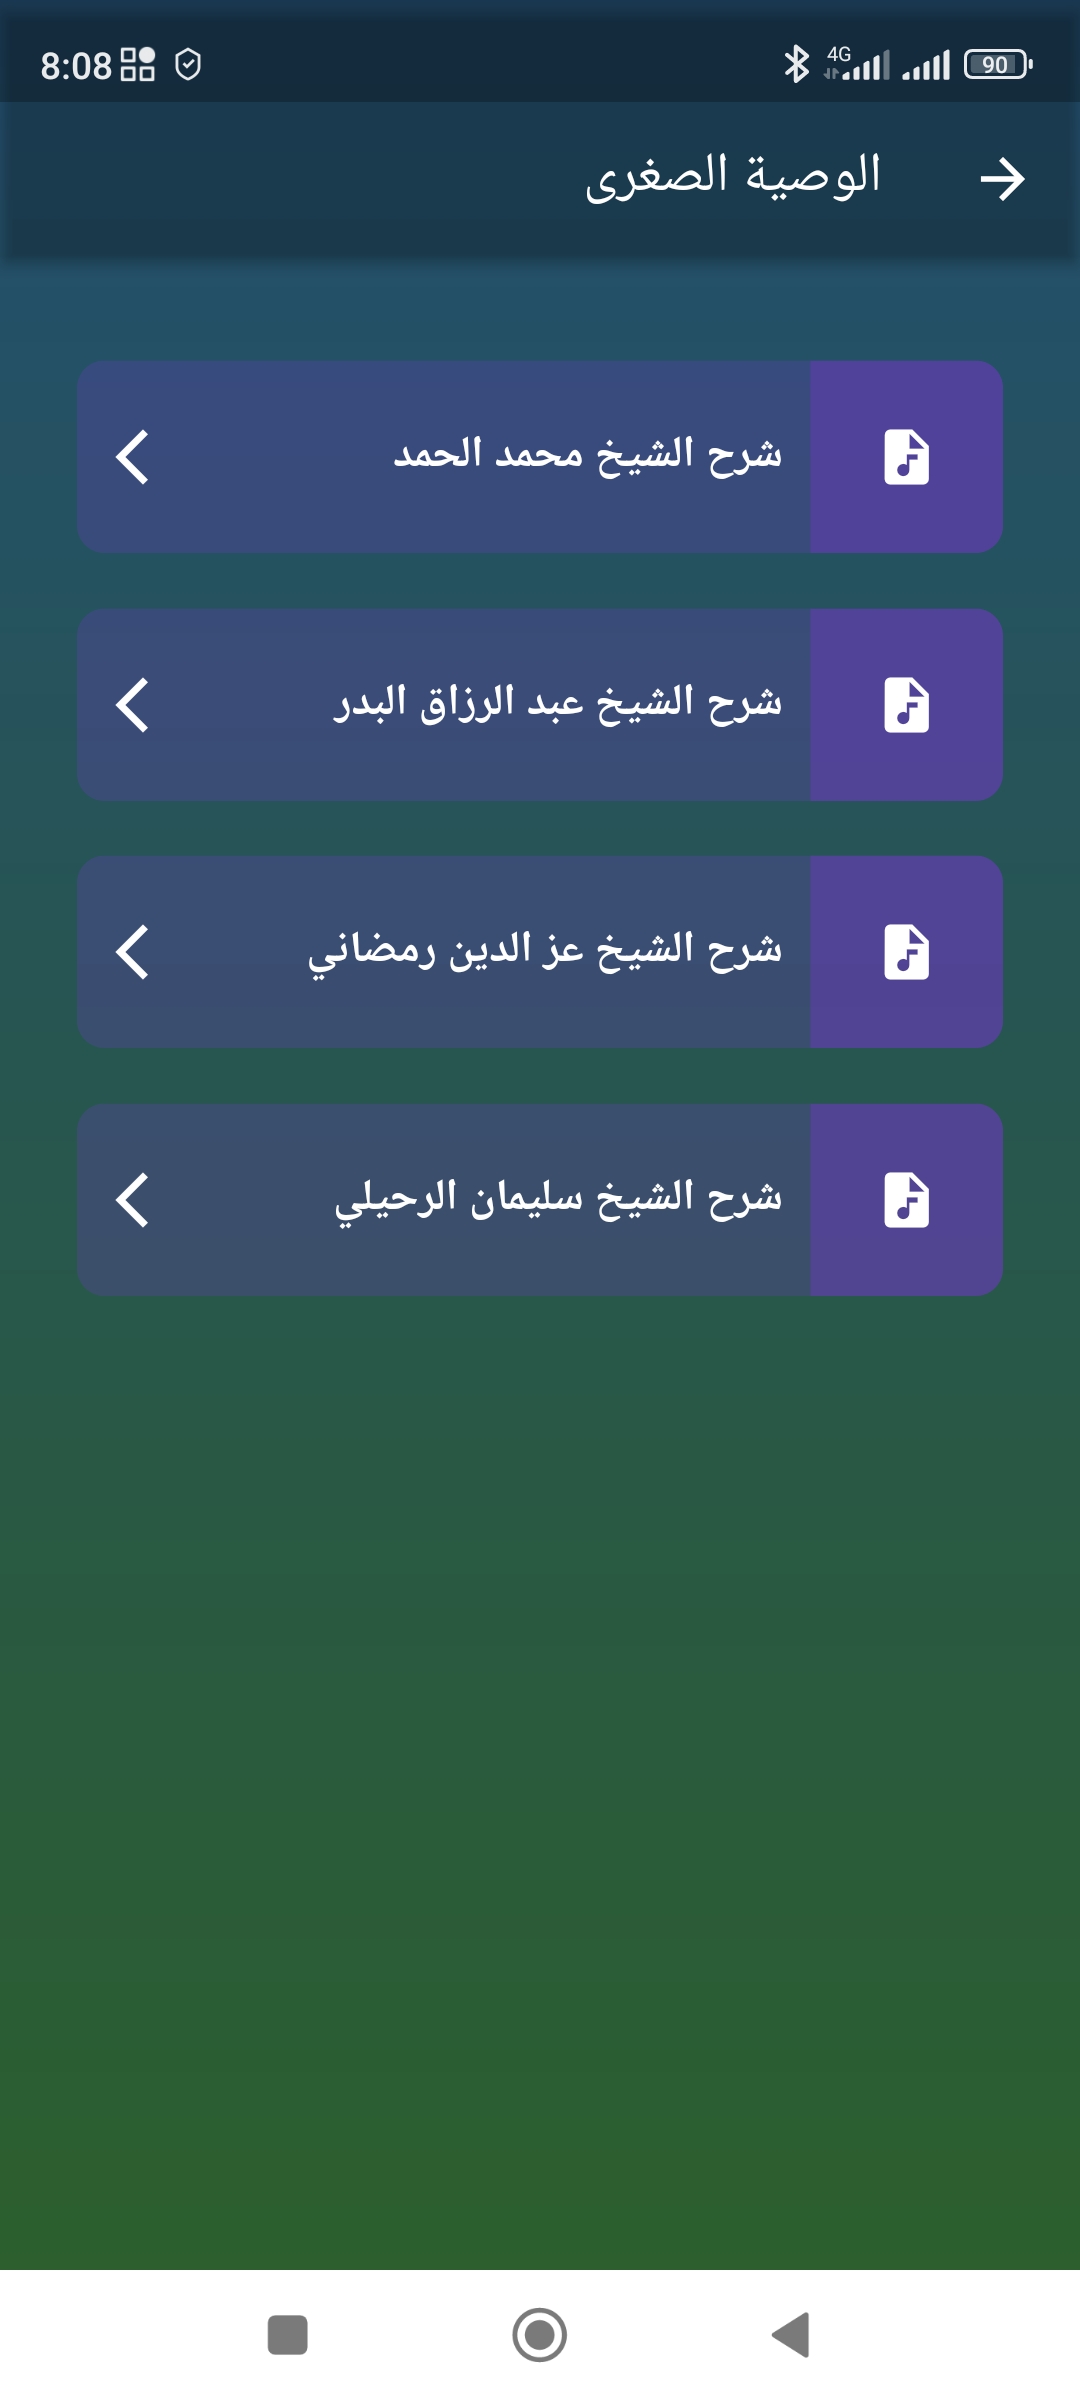 8:08
4G
90
الوصية الصغرى
شرح الشيخ محمد الحمد
شرح الشيخ عبد الرزاق البدر
شرح الشيخ عز الدين رمضاني
شرح الشيخ سليمان الرحيلي